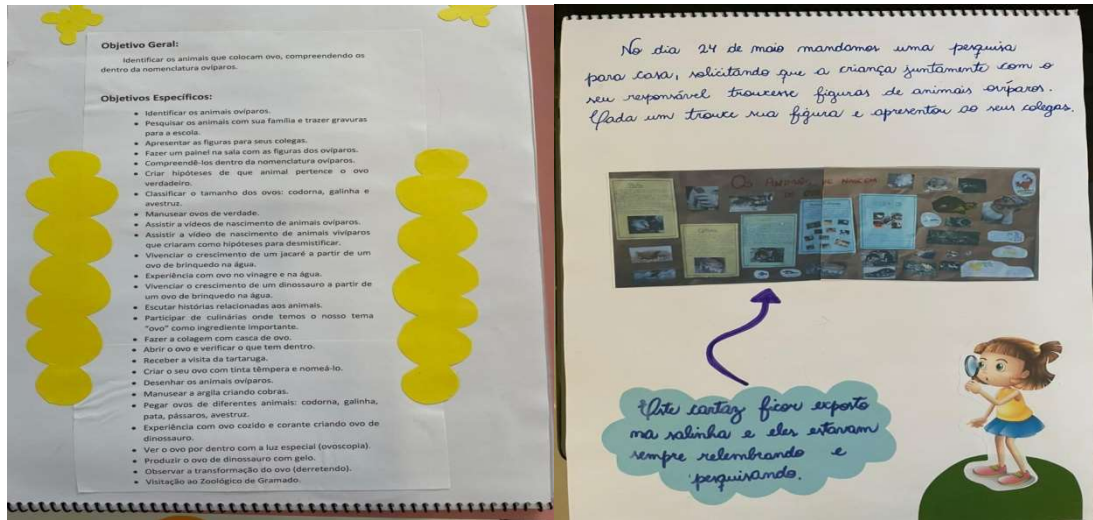 Objetivo Geral:
Identificar os animais que colocam ovo, compreendendo os
dentro da nomenclatura ovíparos.
Objetivos Específicos:
• Identificar os animais ovíparos.
• Pesquisar os animais com sua família e trazer gravuras
para a escola.
• Apresentar as figuras para seus colegas.
• Fazer um painel na sala com as figuras dos ovíparos.
• Compreendê-los dentro da nomenclatura ovíparos.
• Criar hipóteses de que animal pertence o ovo
verdadeiro.
• Classificar o tamanho dos ovos: codorna, galinha e
avestruz.
• Manusear ovos de verdade.
• Assistir a vídeos de nascimento de animais ovíparos.
• Assistir a vídeo de nascimento de animais vivíparos
que criaram como hipóteses para desmistificar.
• Vivenciar o crescimento de um jacaré a partir de um
ovo de brinquedo na água.
• Experiência com ovo no vinagre e na água.
• Vivenciar o crescimento de um dinossauro a partir de
um ovo de brinquedo na água.
• Escutar histórias relacionadas aos animais.
• Participar de culinárias onde temos o nosso tema
"ovo" como ingrediente importante.
• Fazer a colagem com casca de ovo.
• Abrir o ovo e verificar o que tem dentro.
• Receber a visita da tartaruga.
• Criar o seu ovo com tinta têmpera e nomeá-lo.
• Desenhar os animais ovíparos.
• Manusear a argila criando cobras.
• Pegar ovos de diferentes animais: codorna, galinha,
pata, pássaros, avestruz.
• Experiência com ovo cozido e corante criando ovo de
dinossauro.
• Ver o ovo por dentro com a luz especial (ovoscopia).
• Produzir o ovo de dinossauro com gelo.
• Observar a transformação do ovo (derretendo).
• Visitação ao Zoológico de Gramado.
No dia 24 de maio mandamos uma pesquisa
para casa, solicitando que a criança juntamente com o
seu responsável trouxesse figuras de animais ovíparos.
Cada um trouxe sua figura e apresentou ao seus colegas.
Os que nascem
Este cartaz ficou exposto
na salinha e eles estavam
sempre relembrando e
pesquisando.